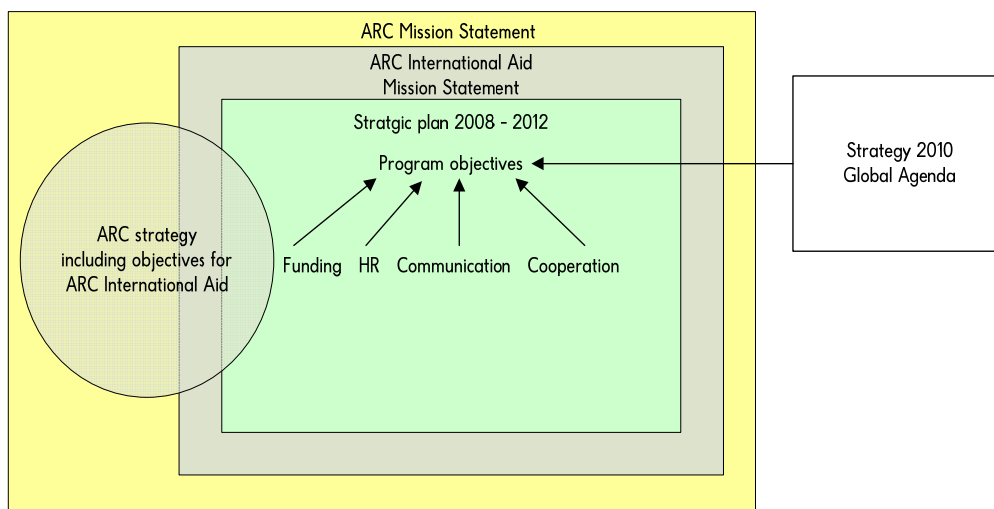 ARC Mission Statement
ARC International Aid
Mission Statement
Stratgic plan 2008 - 2012
Program objectives
Strategy 2010
Global Agenda
ARC strategy
including objectives for
ARC International Aid
Funding HR Communication Cooperation